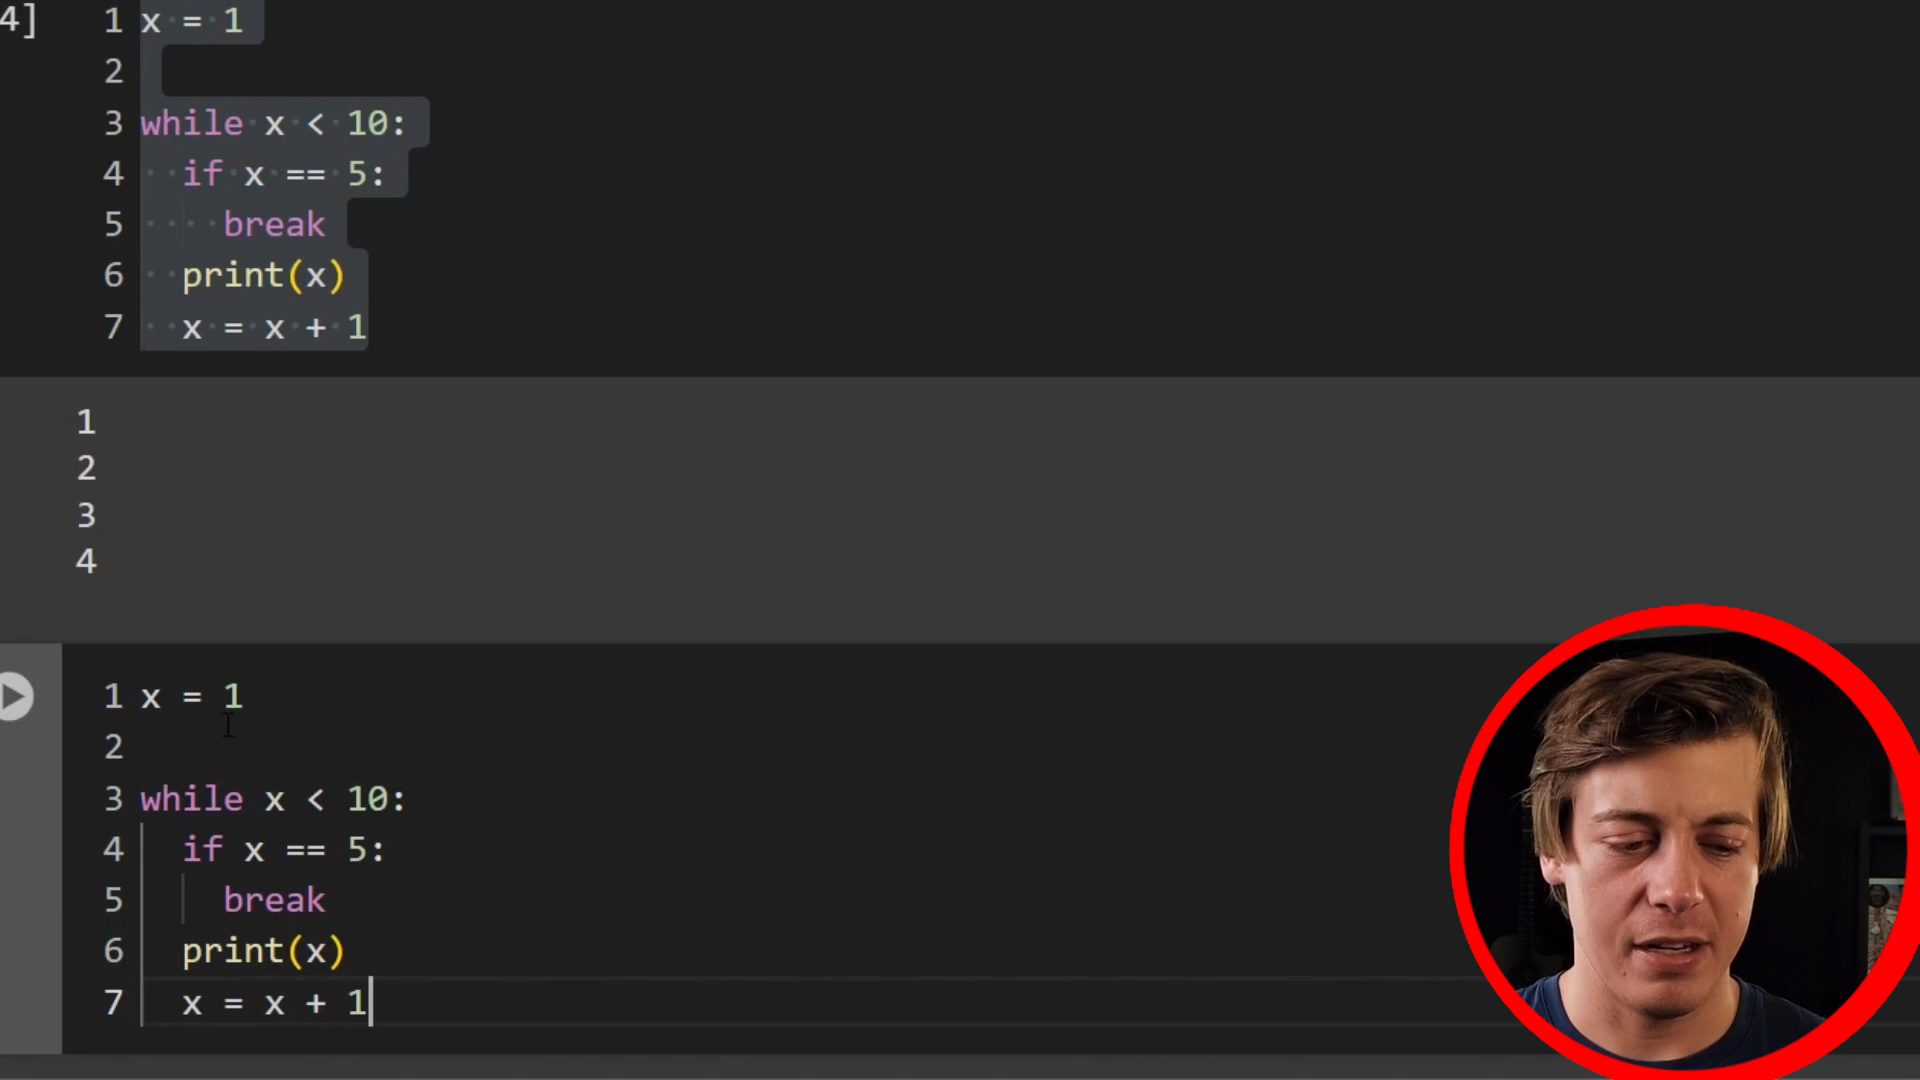 4]
1 x = 1
2
3 while x < 10:
4 if x == 5:
5 break
6 print(x)
7 x = x + 1
1
2
3
4
1 x = 1
2
3 while x < 10:
4 if x == 5:
5 break
6 print(x)
7 x = x + 1